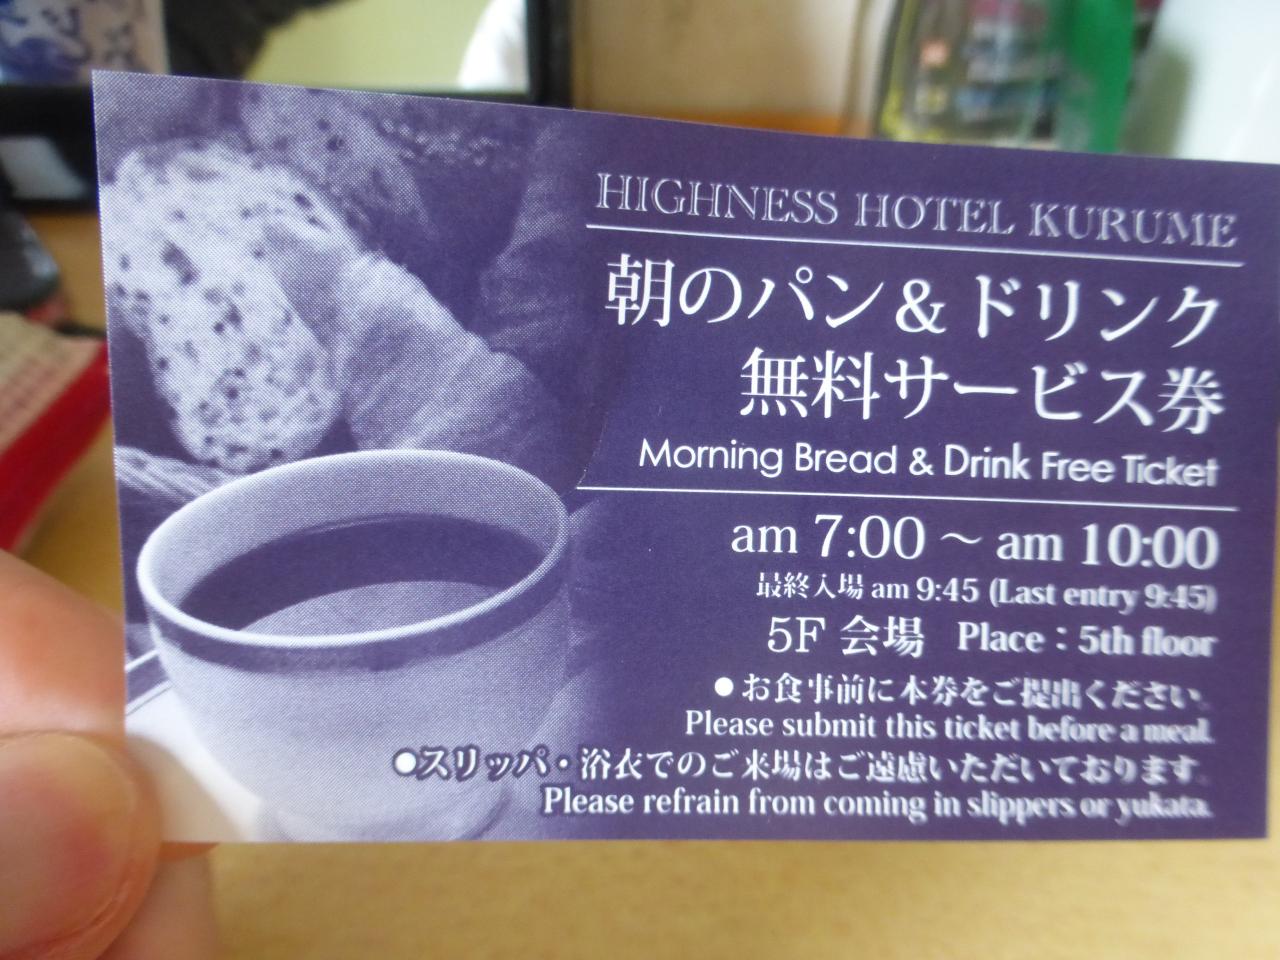 HIGHNESS HOTEL KURUME
朝のパン&ドリンク
無料サービス券
Morning Bread & Drink Free Ticket
am 7:00 ～ am 10:00
最終入場 am 9:45 (Last entry 9:45)
5F 会場 Place：5th floor
●お食事前に本券をご提出ください。
Please submit this ticket before a meal.
●スリッパ・浴衣でのご来場はご遠慮いただいております。
Please refrain from coming in slippers or yukata.